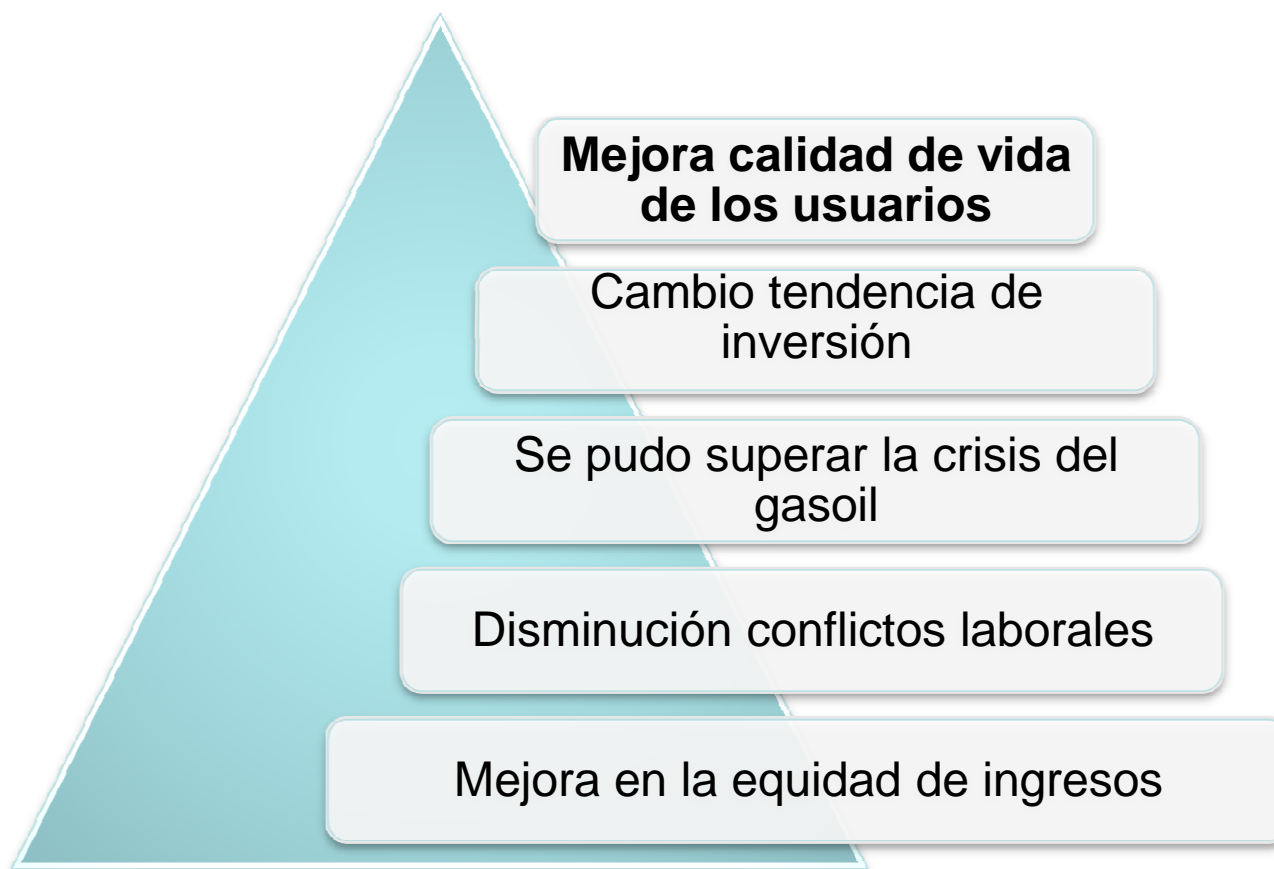 Mejora calidad de vida
de los usuarios
Cambio tendencia de
inversión
Se pudo superar la crisis del
gasoil
Disminución conflictos laborales
Mejora en la equidad de ingresos